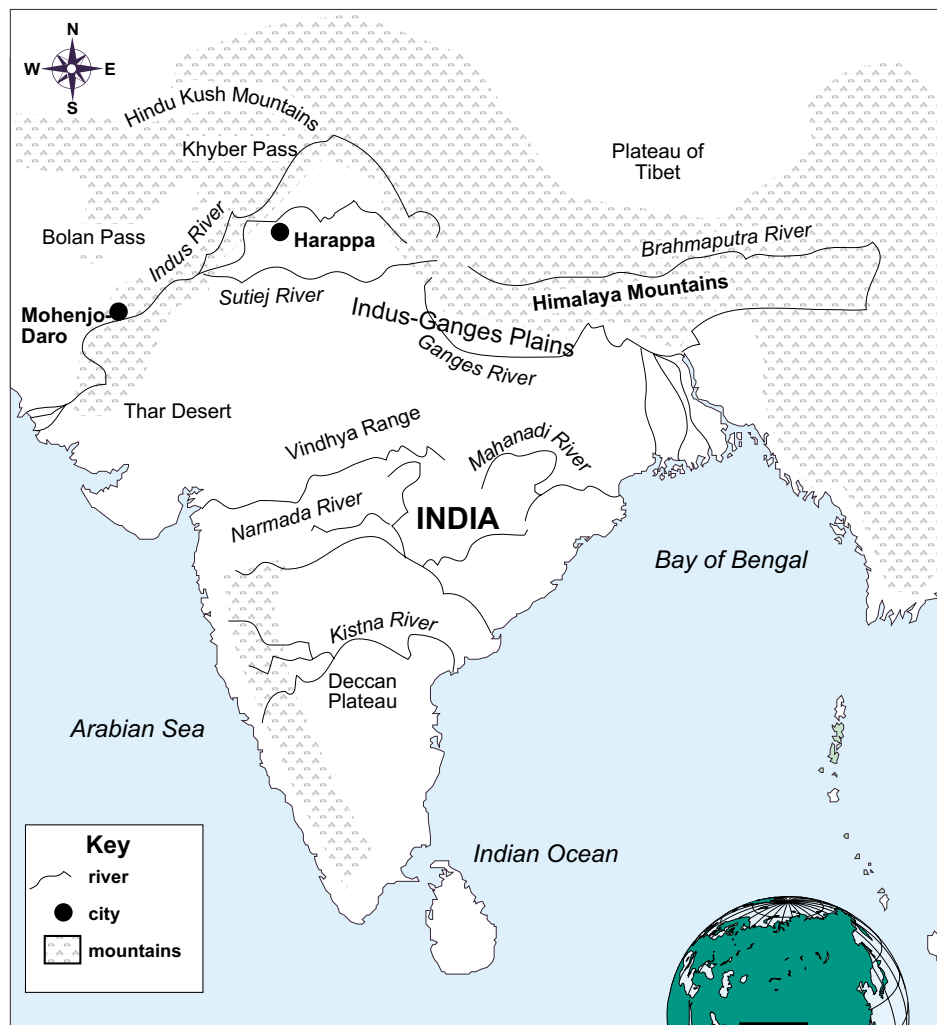 N
W E
S
Hindu Kush Mountains
Khyber Pass
Plateau of
Tibet
Bolan Pass
Indus River
Harappa
Brahmaputra River
Sutiej River
Himalaya Mountains
Mohenjo-
Daro
Indus-Ganges Plains
Ganges River
Thar Desert
Vindhya Range
Mahanadi River
Narmada River
INDIA
Bay of Bengal
Kistna River
Deccan
Plateau
Arabian Sea
Indian Ocean
Key
river
city
mountains